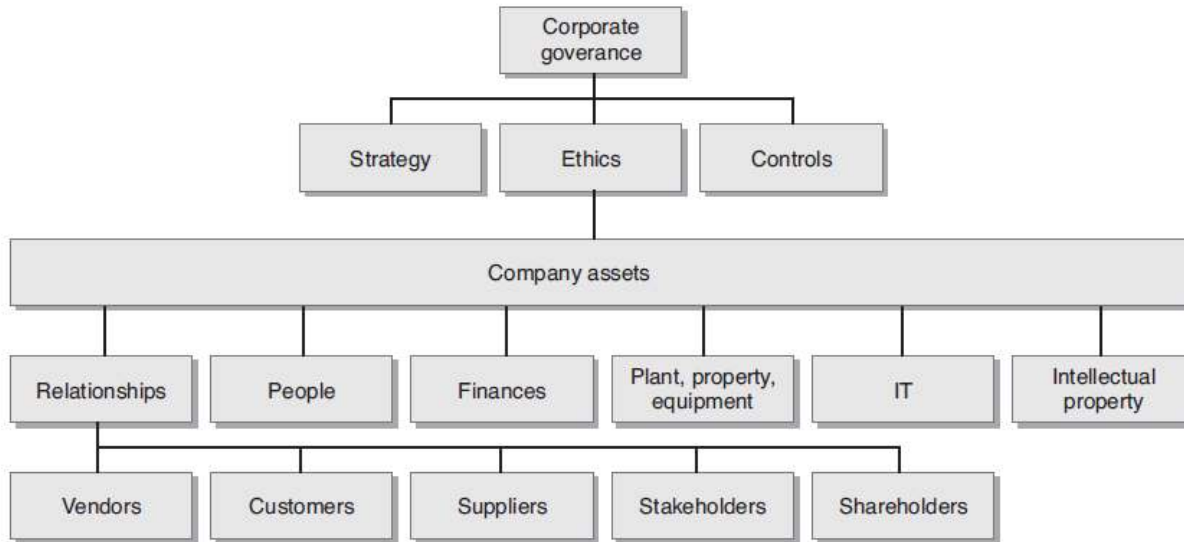 Corporate
goverance
Strategy
Ethics
Controls
Company assets
Relationships
People
Finances
Plant, property,
equipment
IT
Intellectual
property
Vendors
Customers
Suppliers
Stakeholders
Shareholders